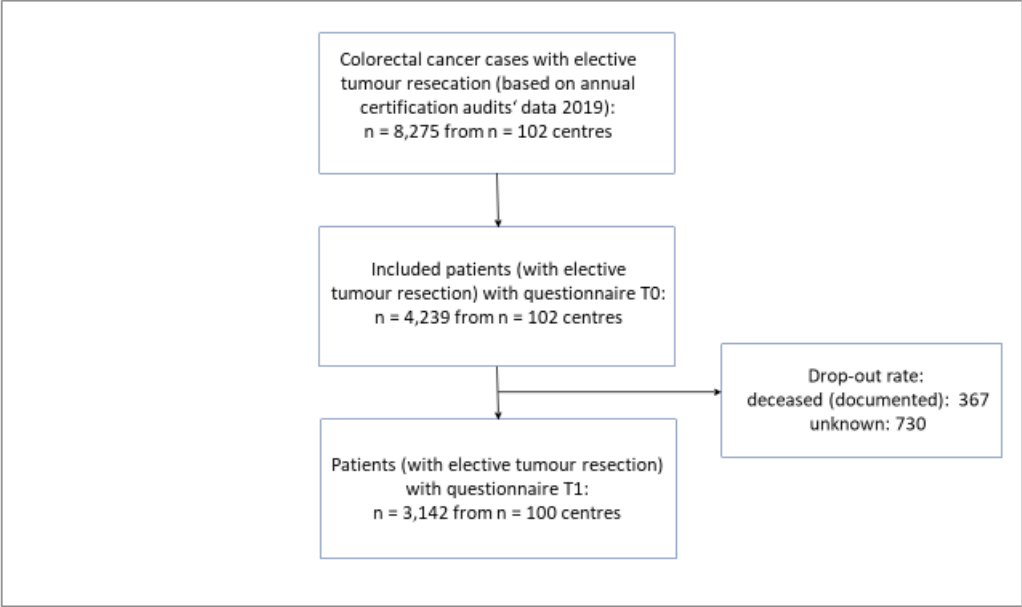 Colorectal cancer cases with elective
tumour resecation (based on annual
certification audits‘ data 2019):
n = 8,275 from n = 102 centres
Included patients (with elective
tumour resection) with questionnaire T0:
n = 4,239 from n = 102 centres
Drop-out rate:
deceased (documented): 367
unknown: 730
Patients (with elective tumour resection)
with questionnaire T1:
n = 3,142 from n = 100 centres